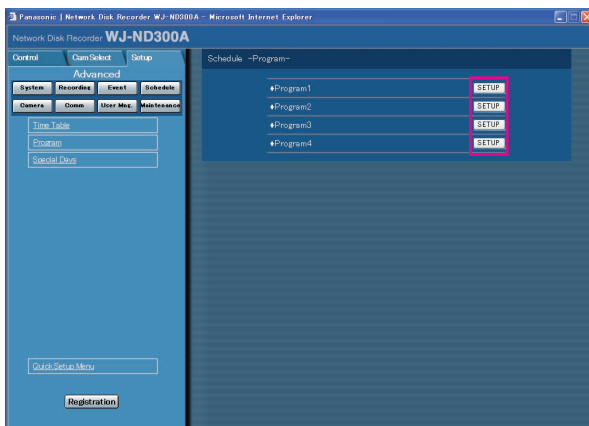 Panasonic | Network Disk Recorder WJ-ND300A - Microsoft Internet Explorer
Network Disk Recorder WJ-ND300A
Control Cam Select Setup
Advanced
System Recording Event Schedule
Camera Comm User Mng. Maintenance
Time Table
Program
Special Days
Quick Setup Menu
Registration
Schedule -Program-
♦Program1 SETUP
♦Program2 SETUP
♦Program3 SETUP
♦Program4 SETUP